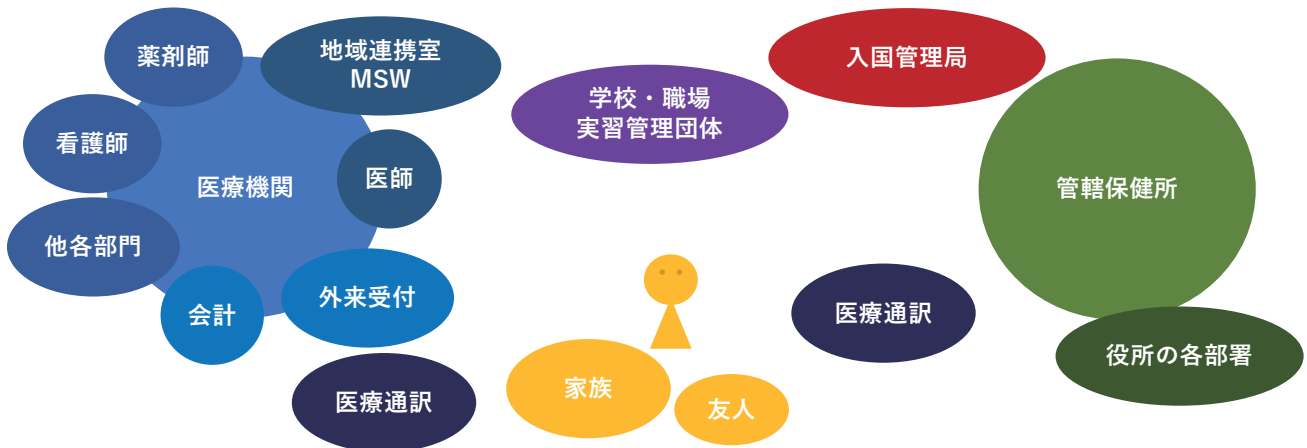 薬剤師
地域連携室
MSW
看護師
医療機関
医師
他各部門
会計
外来受付
医療通訳
学校・職場
実習管理団体
家族
友人
入国管理局
管轄保健所
医療通訳
役所の各部署